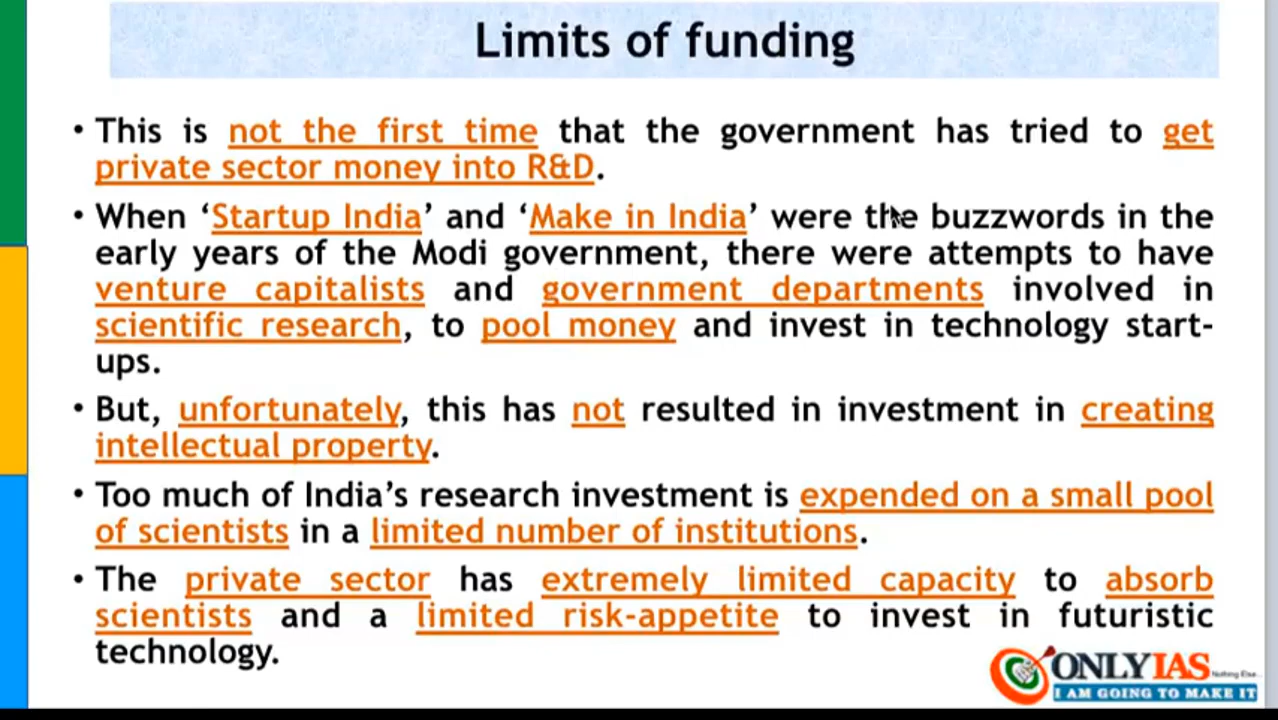 Limits of funding
• This is not the first time that the government has tried to get
private sector money into R&D.
• When ‘Startup India’ and ‘Make in India’ were the buzzwords in the
early years of the Modi government, there were attempts to have
venture capitalists and government departments involved in
scientific research, to pool money and invest in technology start-
ups.
• But, unfortunately, this has not resulted in investment in creating
intellectual property.
• Too much of India’s research investment is expended on a small pool
of scientists in a limited number of institutions.
• The private sector has extremely limited capacity to absorb
scientists and a limited risk-appetite to invest in futuristic
technology.
ONLYIAS Nothing Else..
I AM GOING TO MAKE IT